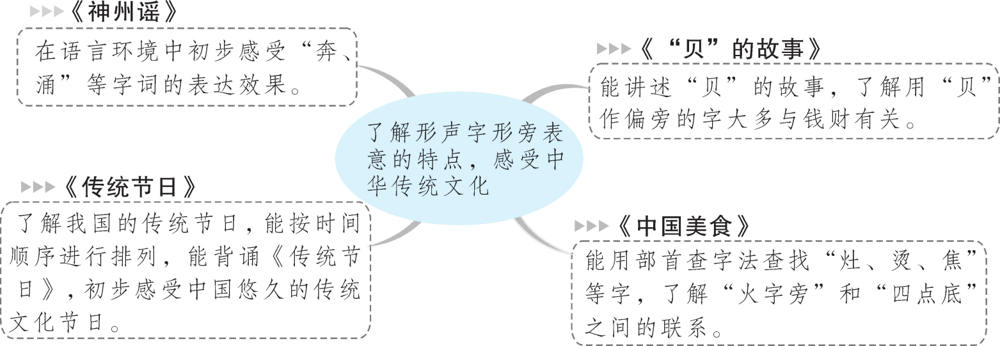 《神州谣》
在语言环境中初步感受“奔、
涌”等字词的表达效果。
《“贝”的故事》
能讲述“贝”的故事，了解用“贝”
作偏旁的字大多与钱财有关。
了解形声字形旁表
意的特点，感受中
华传统文化
《传统节日》
了解我国的传统节日，能按时间
顺序进行排列，能背诵《传统节
日》，初步感受中国悠久的传统
文化节日。
《中国美食》
能用部首查字法查找“灶、烫、焦”
等字，了解“火字旁”和“四点底”
之间的联系。